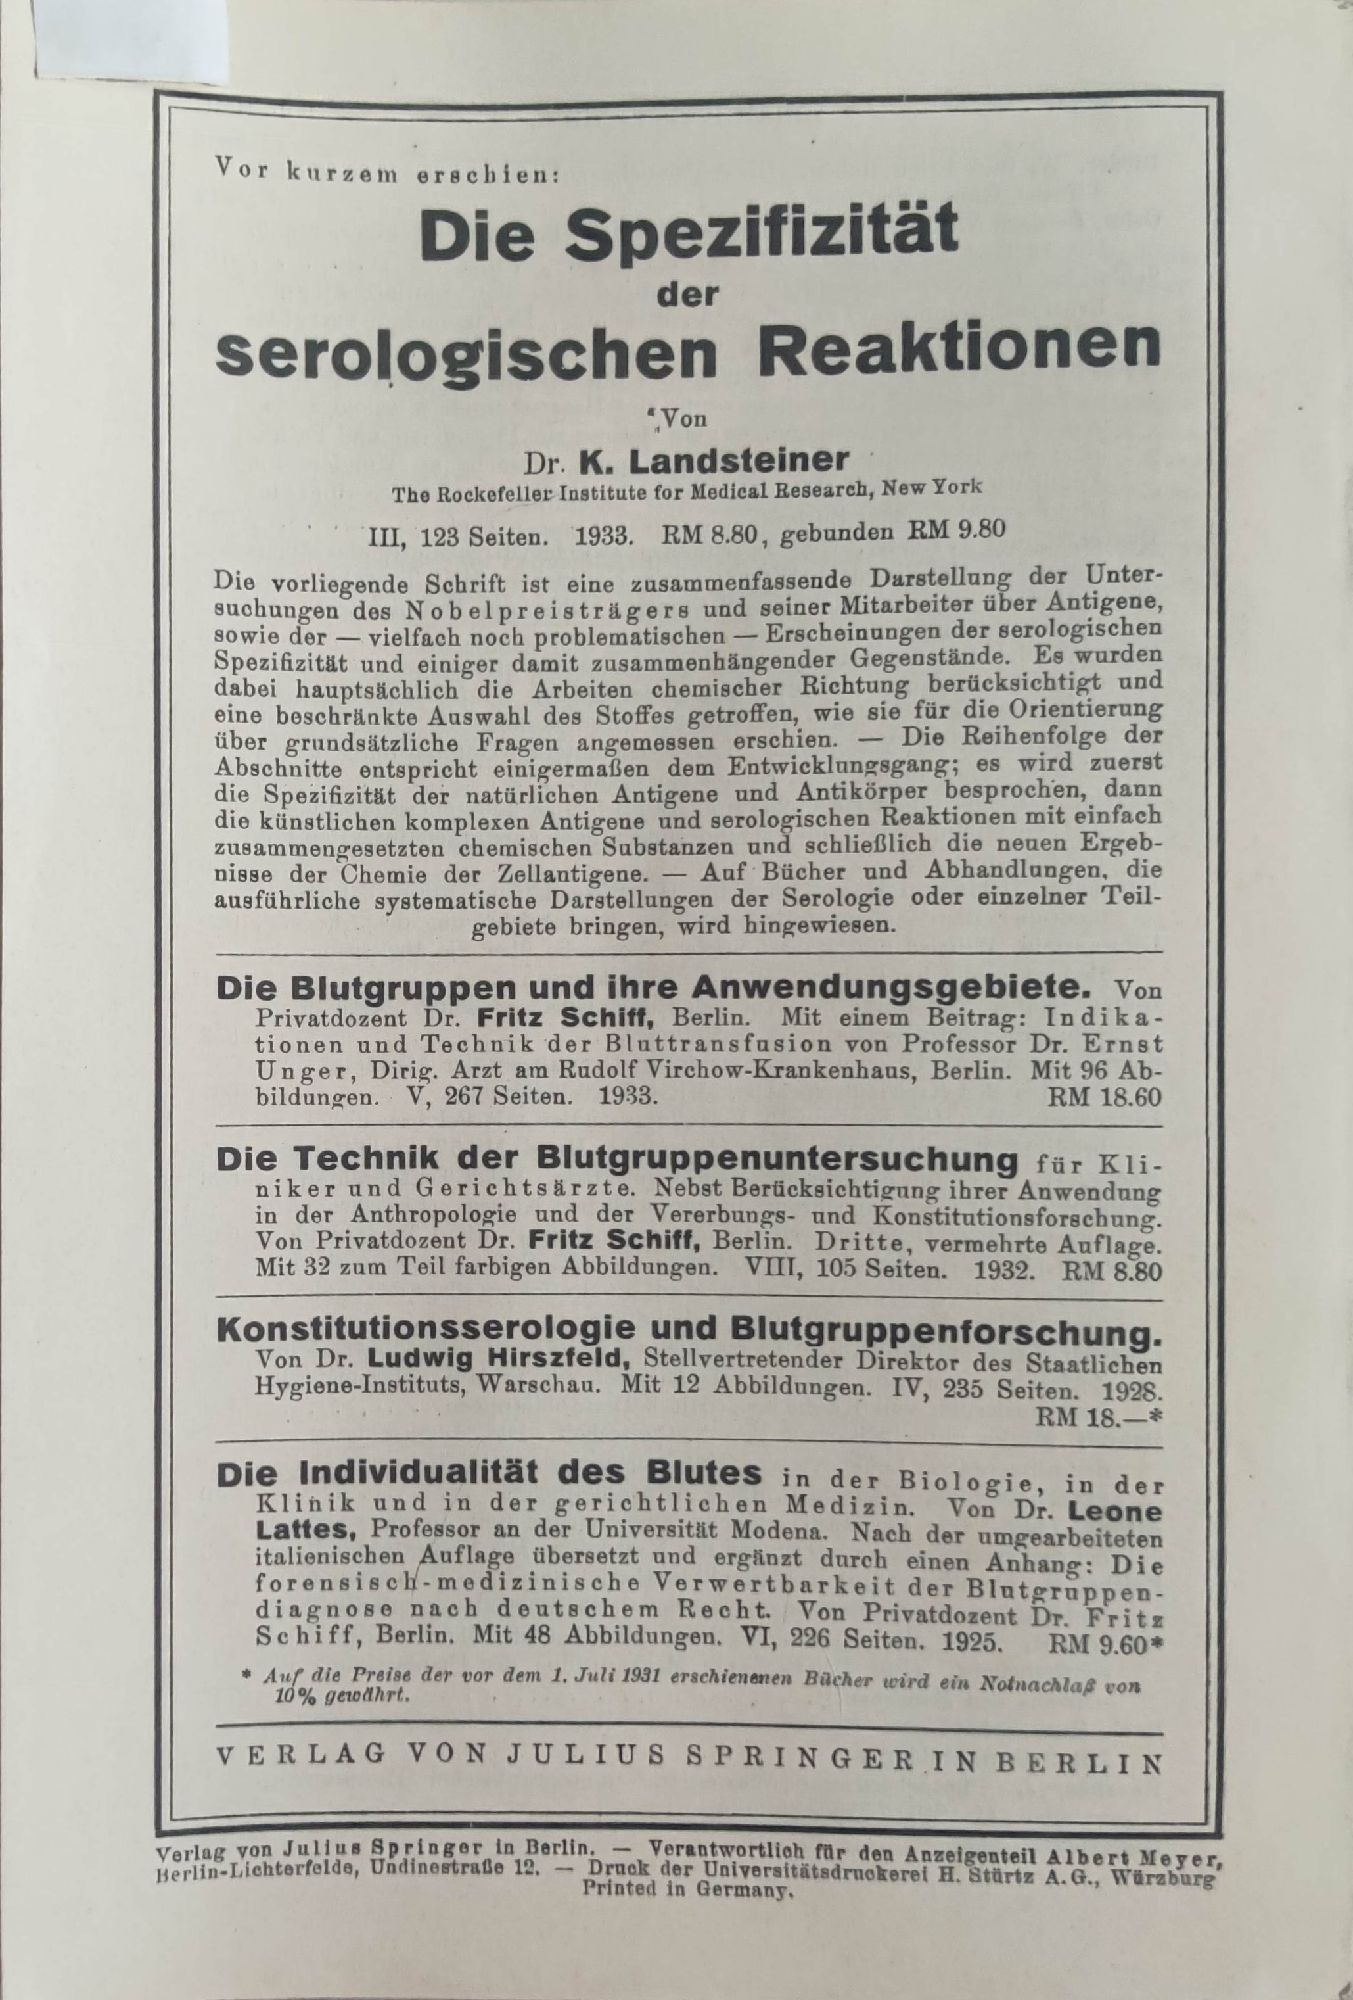 Vor kurzem erschien:
Die Spezifizität
der
serologischen Reaktionen
Von
Dr. K. Landsteiner
The Rockefeller Institute for Medical Research, New York
III, 123 Seiten. 1933. RM 8.80, gebunden RM 9.80
Die vorliegende Schrift ist eine zusammenfassende Darstellung der Unter-
suchungen des Nobelpreisträgers und seiner Mitarbeiter über Antigene,
sowie der — vielfach noch problematischen — Erscheinungen der serologischen
Spezifizität und einiger damit zusammenhängender Gegenstände. Es wurden
dabei hauptsächlich die Arbeiten chemischer Richtung berücksichtigt und
eine beschränkte Auswahl des Stoffes getroffen, wie sie für die Orientierung
über grundsätzliche Fragen angemessen erschien. — Die Reihenfolge der
Abschnitte entspricht einigermaßen dem Entwicklungsgang; es wird zuerst
die Spezifizität der natürlichen Antigene und Antikörper besprochen, dann
die künstlichen komplexen Antigene und serologischen Reaktionen mit einfach
zusammengesetzten chemischen Substanzen und schließlich die neuen Ergeb-
nisse der Chemie der Zellantigene. — Auf Bücher und Abhandlungen, die
ausführliche systematische Darstellungen der Serologie oder einzelner Teil-
gebiete bringen, wird hingewiesen.
Die Blutgruppen und ihre Anwendungsgebiete. Von
Privatdozent Dr. Fritz Schiff, Berlin. Mit einem Beitrag: Indika-
tionen und Technik der Bluttransfusion von Professor Dr. Ernst
Unger, Dirig. Arzt am Rudolf Virchow-Krankenhaus, Berlin. Mit 96 Ab-
bildungen. V, 267 Seiten. 1933. RM 18.60
Die Technik der Blutgruppenuntersuchung für Kli-
niker und Gerichtsärzte. Nebst Berücksichtigung ihrer Anwendung
in der Anthropologie und der Vererbungs- und Konstitutionsforschung.
Von Privatdozent Dr. Fritz Schiff, Berlin. Dritte, vermehrte Auflage.
Mit 32 zum Teil farbigen Abbildungen. VIII, 105 Seiten. 1932. RM 8.80
Konstitutionsserologie und Blutgruppenforschung.
Von Dr. Ludwig Hirszfeld, Stellvertretender Direktor des Staatlichen
Hygiene-Instituts, Warschau. Mit 12 Abbildungen. IV, 235 Seiten. 1928.
RM 18.—*
Die Individualität des Blutes in der Biologie, in der
Klinik und in der gerichtlichen Medizin. Von Dr. Leone
Lattes, Professor an der Universität Modena. Nach der umgearbeiteten
italienischen Auflage übersetzt und ergänzt durch einen Anhang: Die
forensisch-medizinische Verwertbarkeit der Blutgruppen-
diagnose nach deutschem Recht. Von Privatdozent Dr. Fritz
Schiff, Berlin. Mit 48 Abbildungen. VI, 226 Seiten. 1925. RM 9.60*
* Auf die Preise der vor dem 1. Juli 1931 erschienenen Bücher wird ein Notnachlaß von
10% gewährt.
VERLAG VON JULIUS SPRINGER IN BERLIN
Verlag von Julius Springer in Berlin. — Verantwortlich für den Anzeigenteil Albert Meyer,
Berlin-Lichterfelde, Undinestraße 12. — Druck der Universitätsdruckerei H. Stürtz A.G., Würzburg
Printed in Germany.